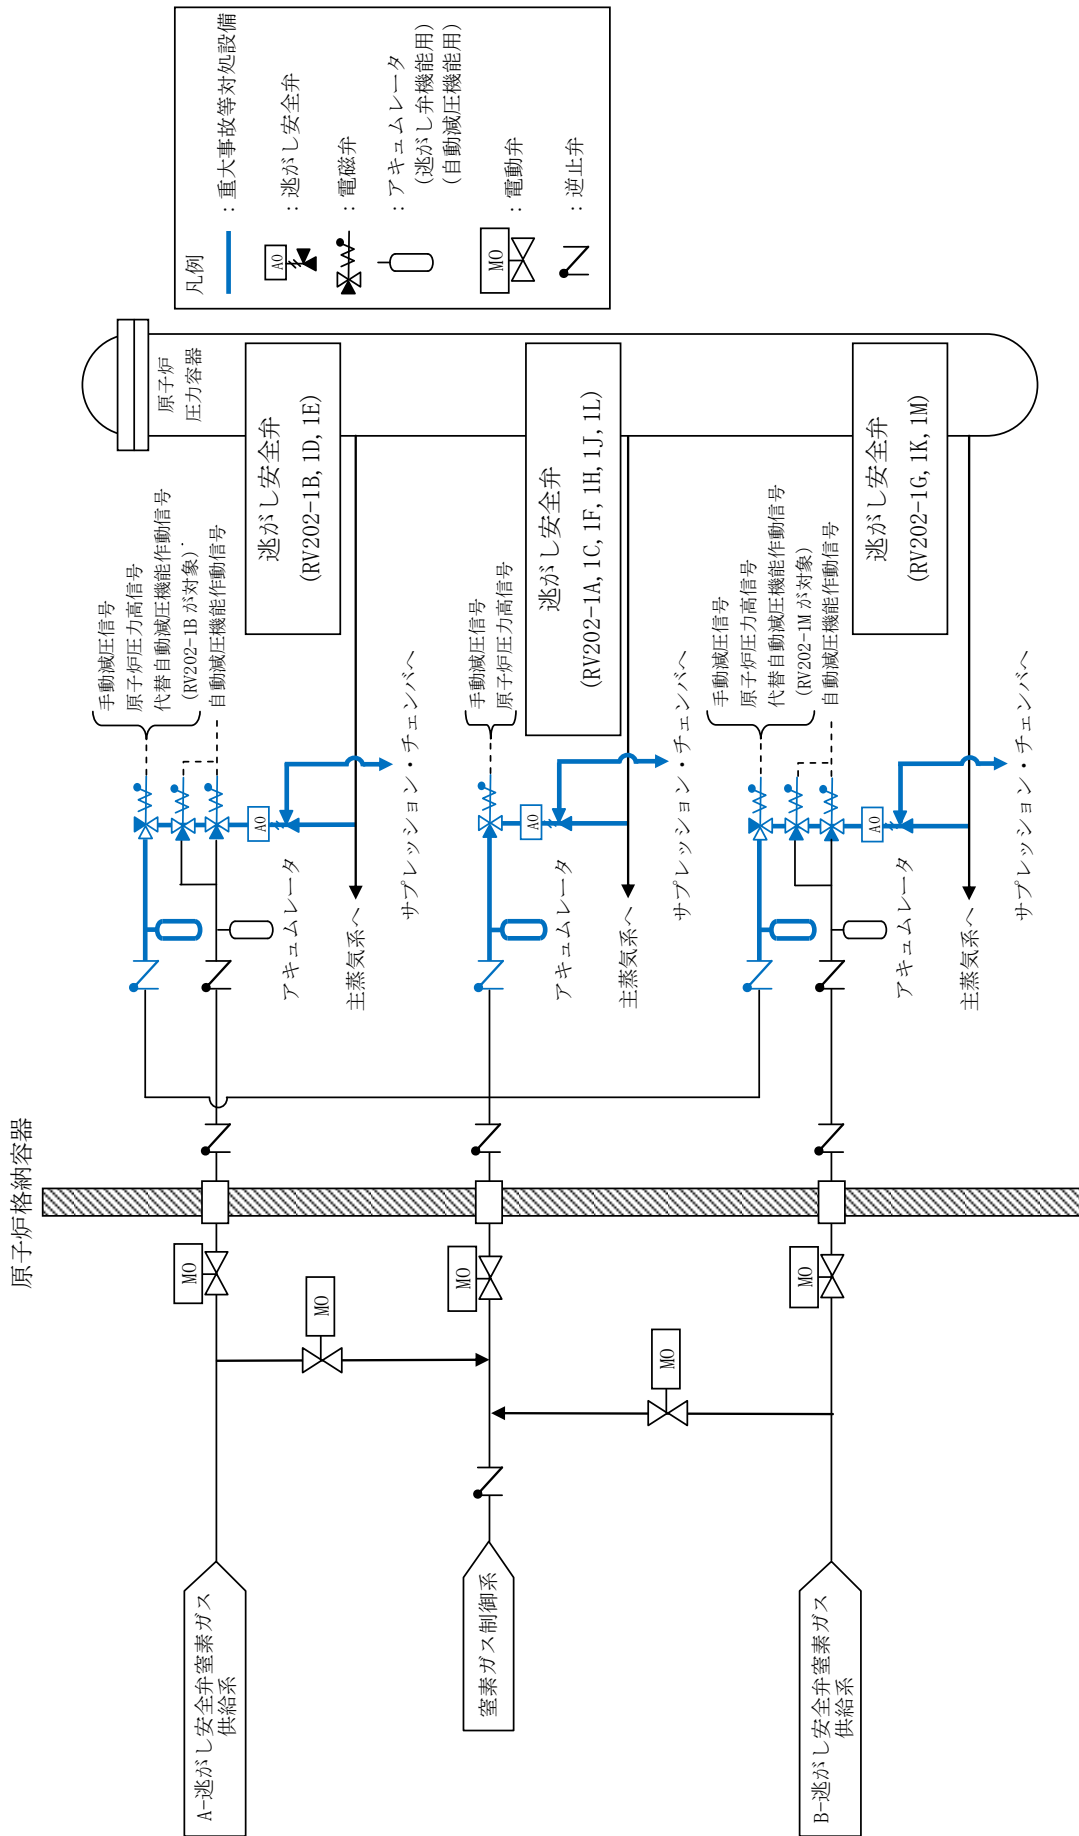 原子炉格納容器
A-逃がし安全弁窒素ガス
供給系
窒素ガス制御系
B-逃がし安全弁窒素ガス
供給系
MO
MO
MO
MO
MO
手動減圧信号
原子炉圧力高信号
代替自動減圧機能作動信号
(RV202-1B が対象)
自動減圧機能作動信号
AO
アキュムレータ
主蒸気系へ
サプレッション・チェンバへ
逃がし安全弁
(RV202-1B, 1D, 1E)
手動減圧信号
原子炉圧力高信号
AO
アキュムレータ
主蒸気系へ
サプレッション・チェンバへ
逃がし安全弁
(RV202-1A, 1C, 1F, 1H, 1J, 1L)
手動減圧信号
原子炉圧力高信号
代替自動減圧機能作動信号
(RV202-1M が対象)
自動減圧機能作動信号
AO
アキュムレータ
主蒸気系へ
サプレッション・チェンバへ
逃がし安全弁
(RV202-1G, 1K, 1M)
原子炉
圧力容器
凡例
：重大事故等対処設備
AO
：逃がし安全弁
：電磁弁
：アキュムレータ
(逃がし弁機能用)
(自動減圧機能用)
MO
：電動弁
：逆止弁